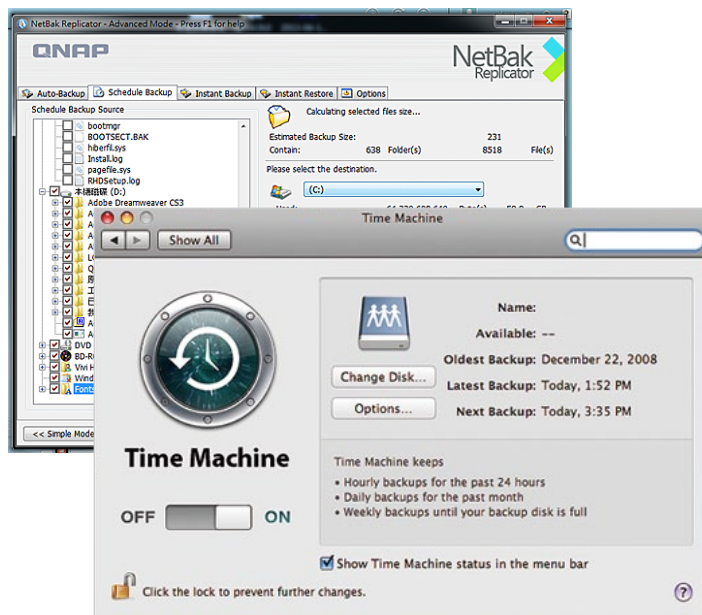 NetBak Replicator - Advanced Mode - Press F1 for help
QNAP
NetBak
Replicator
Auto-Backup Schedule Backup Instant Backup Instant Restore Options
Schedule Backup Source
bootmgr
BOOTSECT.BAK
hiberfil.sys
Install.log
pagefile.sys
RHDSetup.log
本機磁碟 (D:)
Adobe Dreamweaver CS3
DVD
Vivi H
Wind
Fonts
<< Simple Mode
Calculating selected files size...
Estimated Backup Size: 231
Contain: 638 Folder(s) 8518 File(s)
Please select the destination.
(C:)
Time Machine
Show All
Time Machine
OFF ON
Name:
Available: --
Oldest Backup: December 22, 2008
Latest Backup: Today, 1:52 PM
Next Backup: Today, 3:35 PM
Change Disk...
Options...
Time Machine keeps
• Hourly backups for the past 24 hours
• Daily backups for the past month
• Weekly backups until your backup disk is full
Show Time Machine status in the menu bar
Click the lock to prevent further changes.
?